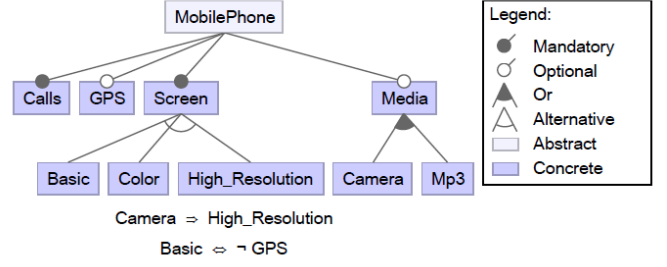 MobilePhone
Legend:
Mandatory
Optional
Or
Alternative
Abstract
Concrete
Calls
GPS
Screen
Media
Basic
Color
High_Resolution
Camera
Mp3
Camera ⇒ High_Resolution
Basic ⇔ ¬ GPS